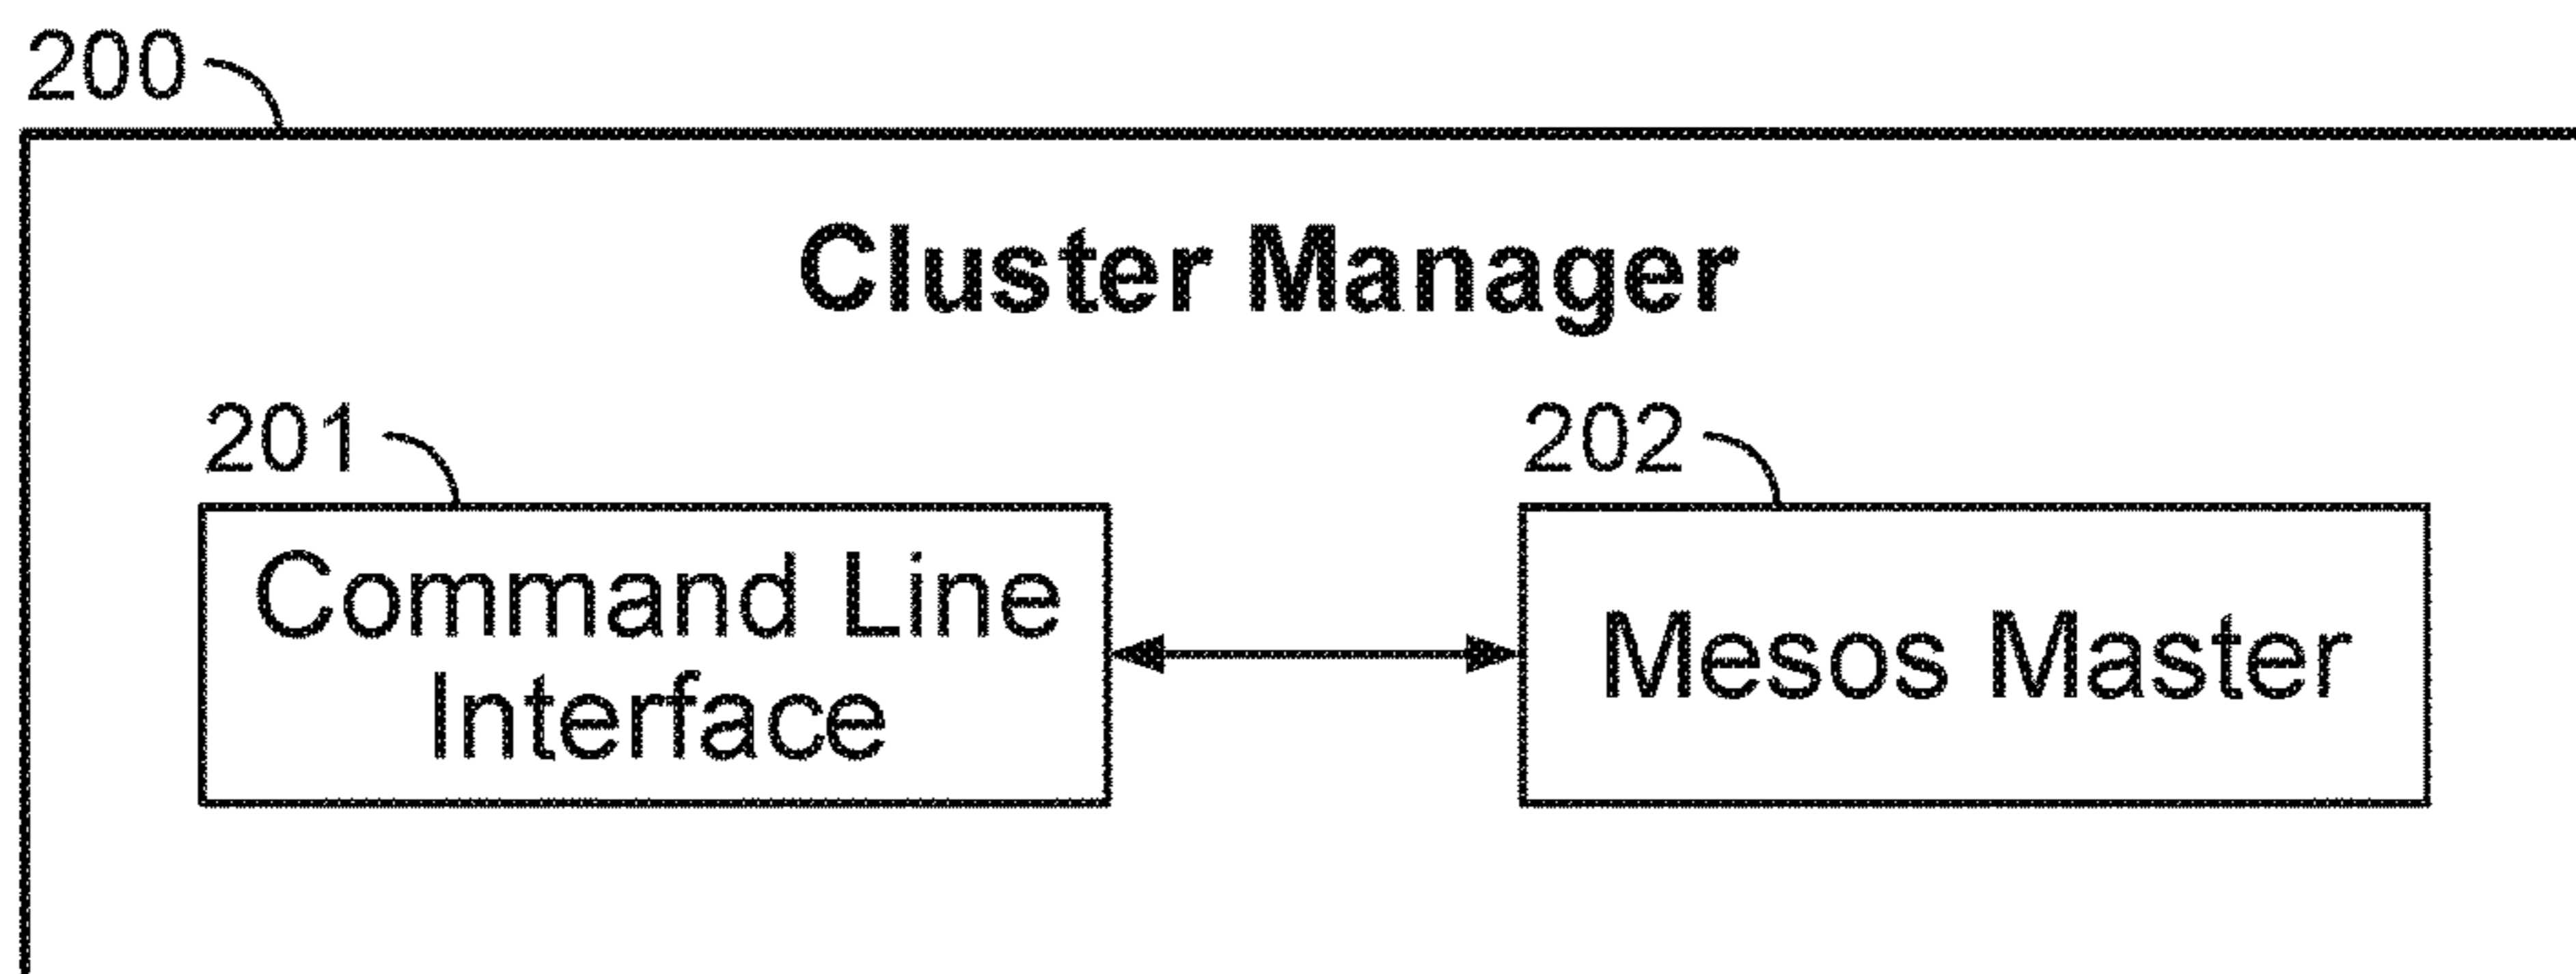 200
Cluster Manager
201
202
Command Line
Interface
Mesos Master